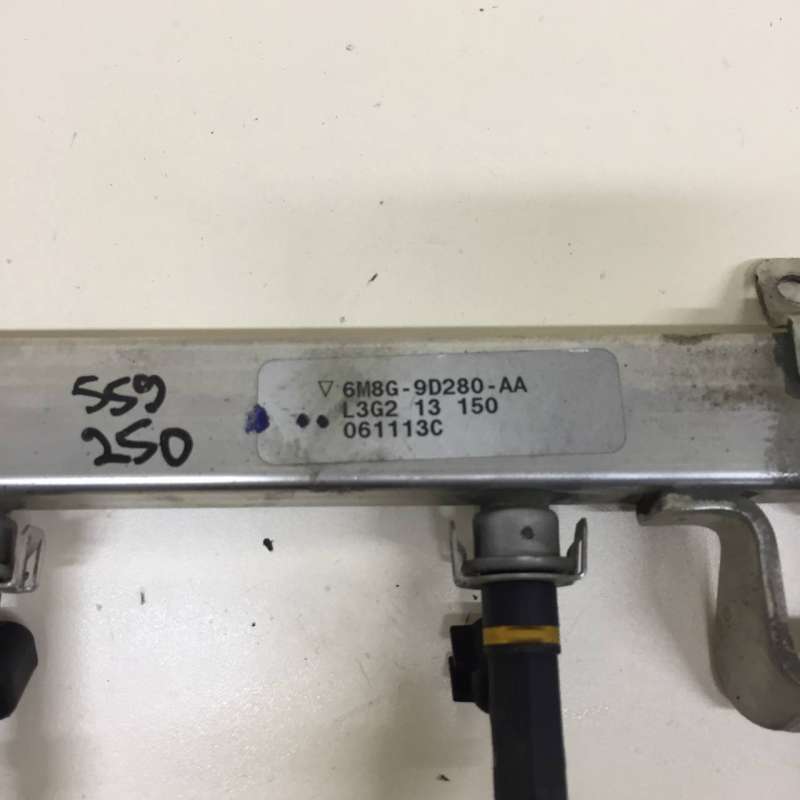 559
250
▽ 6M8G-9D280-AA
L3G2 13 150
061113C